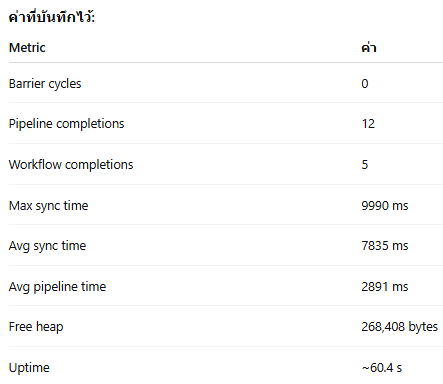 ค่าที่บันทึกไว้:
Metric ค่า
Barrier cycles 0
Pipeline completions 12
Workflow completions 5
Max sync time 9990 ms
Avg sync time 7835 ms
Avg pipeline time 2891 ms
Free heap 268,408 bytes
Uptime ~60.4 s